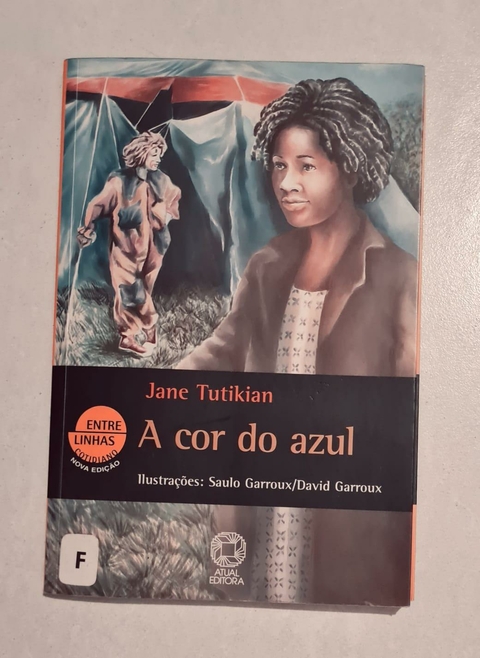 Jane Tutikian
ENTRE
LINHAS
COTIDIANO
NOVA EDIÇÃO
A cor do azul
Ilustrações: Saulo Garroux/David Garroux
F
ATUAL
EDITORA